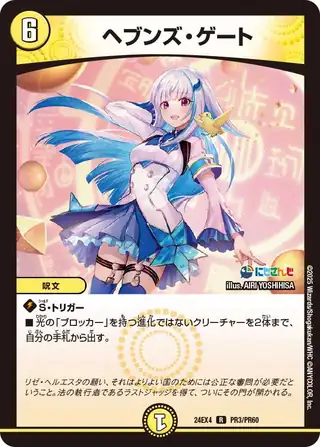 6
ヘブンズ・ゲート
にじさんじ
illus. AIRI YOSHIHISA
呪文
S・トリガー
■光の「ブロッカー」を持つ進化ではないクリーチャーを2体まで、
自分の手札から出す。
リゼ・ヘルエスタの願い、それはよりよい国のためには公正な審問が必要だと
いうこと。法の執行道であるラストジャッジを得て、ついにその門が開かれる!
1
24EX4 R PR3/PR60
©2025 Wizards/Shogakukan/WHC ©ANYCOLOR, Inc.